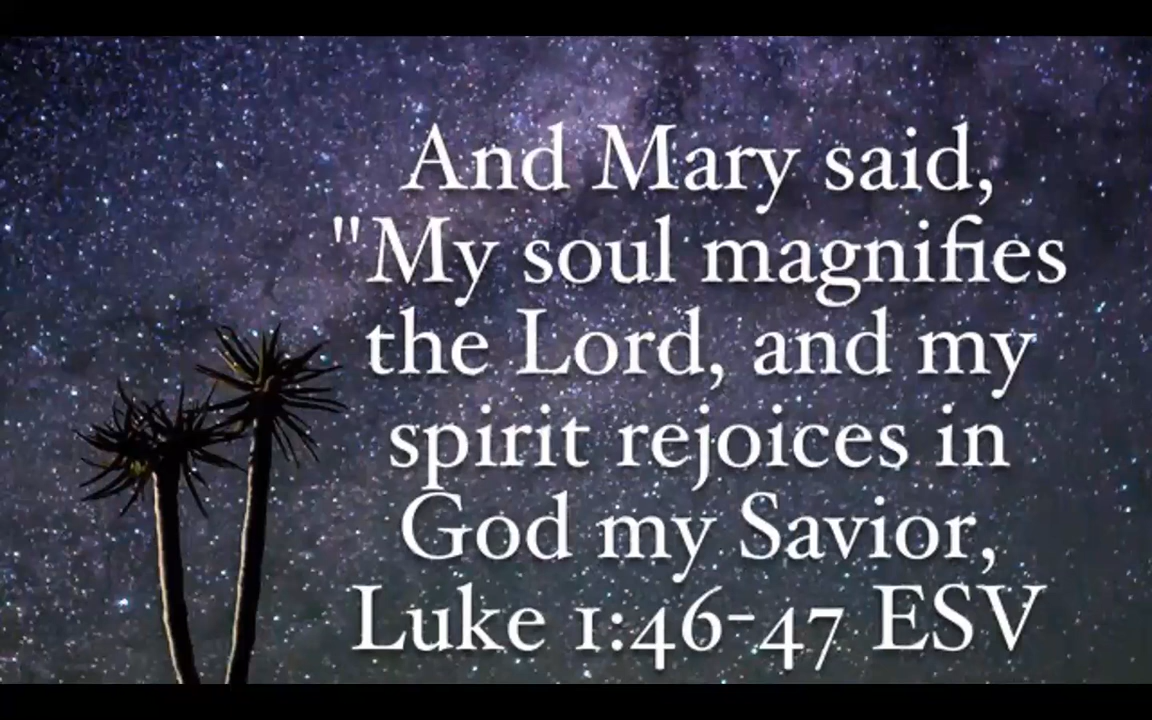 And Mary said,
"My soul magnifies
the Lord, and my
spirit rejoices in
God my Savior,
Luke 1:46-47 ESV